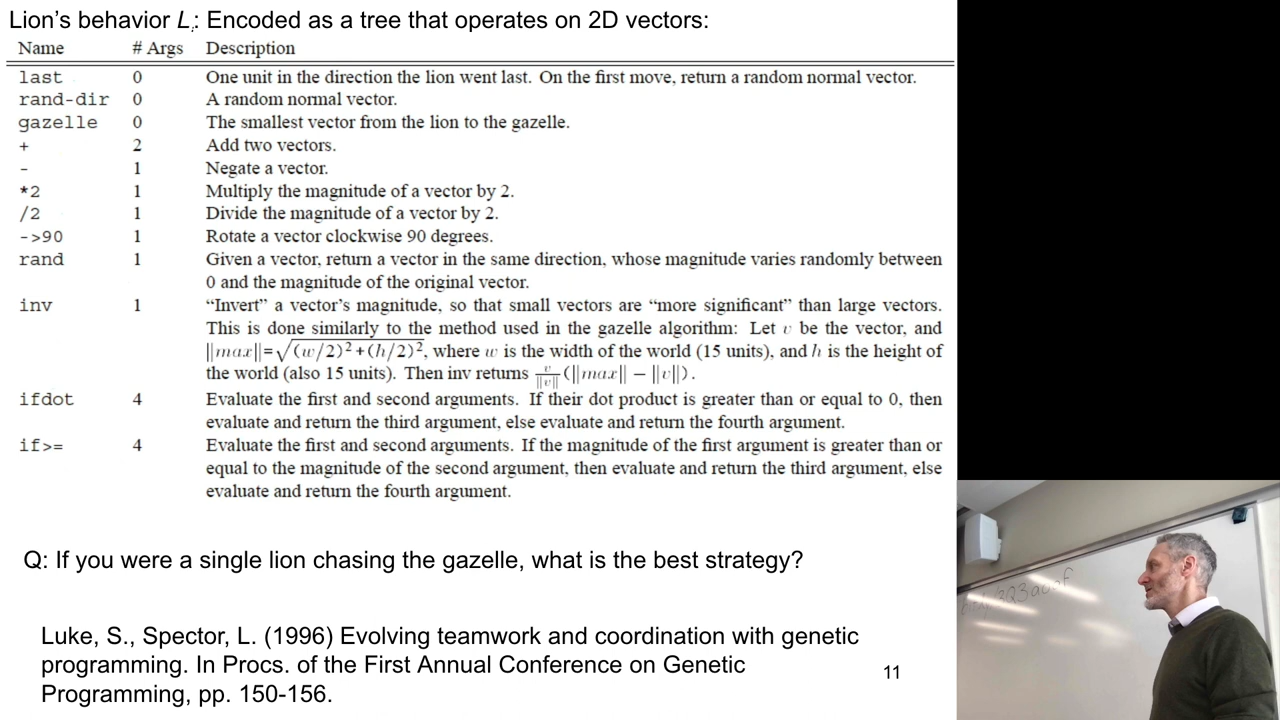 Lion's behavior Lᵢ: Encoded as a tree that operates on 2D vectors:
Name # Args Description
last 0 One unit in the direction the lion went last. On the first move, return a random normal vector.
rand-dir 0 A random normal vector.
gazelle 0 The smallest vector from the lion to the gazelle.
+ 2 Add two vectors.
- 1 Negate a vector.
*2 1 Multiply the magnitude of a vector by 2.
/2 1 Divide the magnitude of a vector by 2.
->90 1 Rotate a vector clockwise 90 degrees.
rand 1 Given a vector, return a vector in the same direction, whose magnitude varies randomly between
0 and the magnitude of the original vector.
inv 1 “Invert” a vector's magnitude, so that small vectors are “more significant” than large vectors.
This is done similarly to the method used in the gazelle algorithm: Let v be the vector, and
||max||=√(w/2)²+(h/2)², where w is the width of the world (15 units), and h is the height of
the world (also 15 units). Then inv returns v/||v||(||max|| − ||v||).
ifdot 4 Evaluate the first and second arguments. If their dot product is greater than or equal to 0, then
evaluate and return the third argument, else evaluate and return the fourth argument.
if>= 4 Evaluate the first and second arguments. If the magnitude of the first argument is greater than or
equal to the magnitude of the second argument, then evaluate and return the third argument, else
evaluate and return the fourth argument.
Q: If you were a single lion chasing the gazelle, what is the best strategy?
Luke, S., Spector, L. (1996) Evolving teamwork and coordination with genetic
programming. In Procs. of the First Annual Conference on Genetic
Programming, pp. 150-156.
11